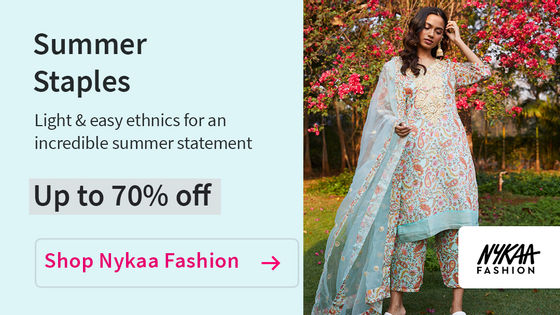 Summer
Staples
Light & easy ethnics for an
incredible summer statement
Up to 70% off
Shop Nykaa Fashion →
NYKAA
FASHION